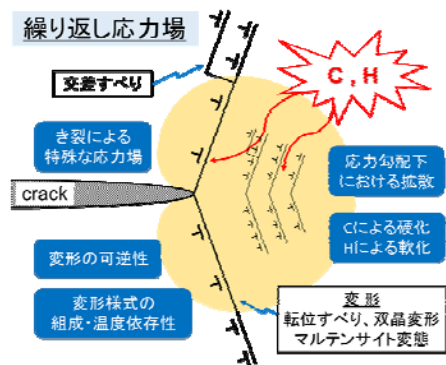 繰り返し応力場
交差すべり
C , H
き裂による
特殊な応力場
応力勾配下
における拡散
crack
Cによる硬化
Hによる軟化
変形の可逆性
変形様式の
組成・温度依存性
変形
転位すべり、双晶変形
マルテンサイト変態